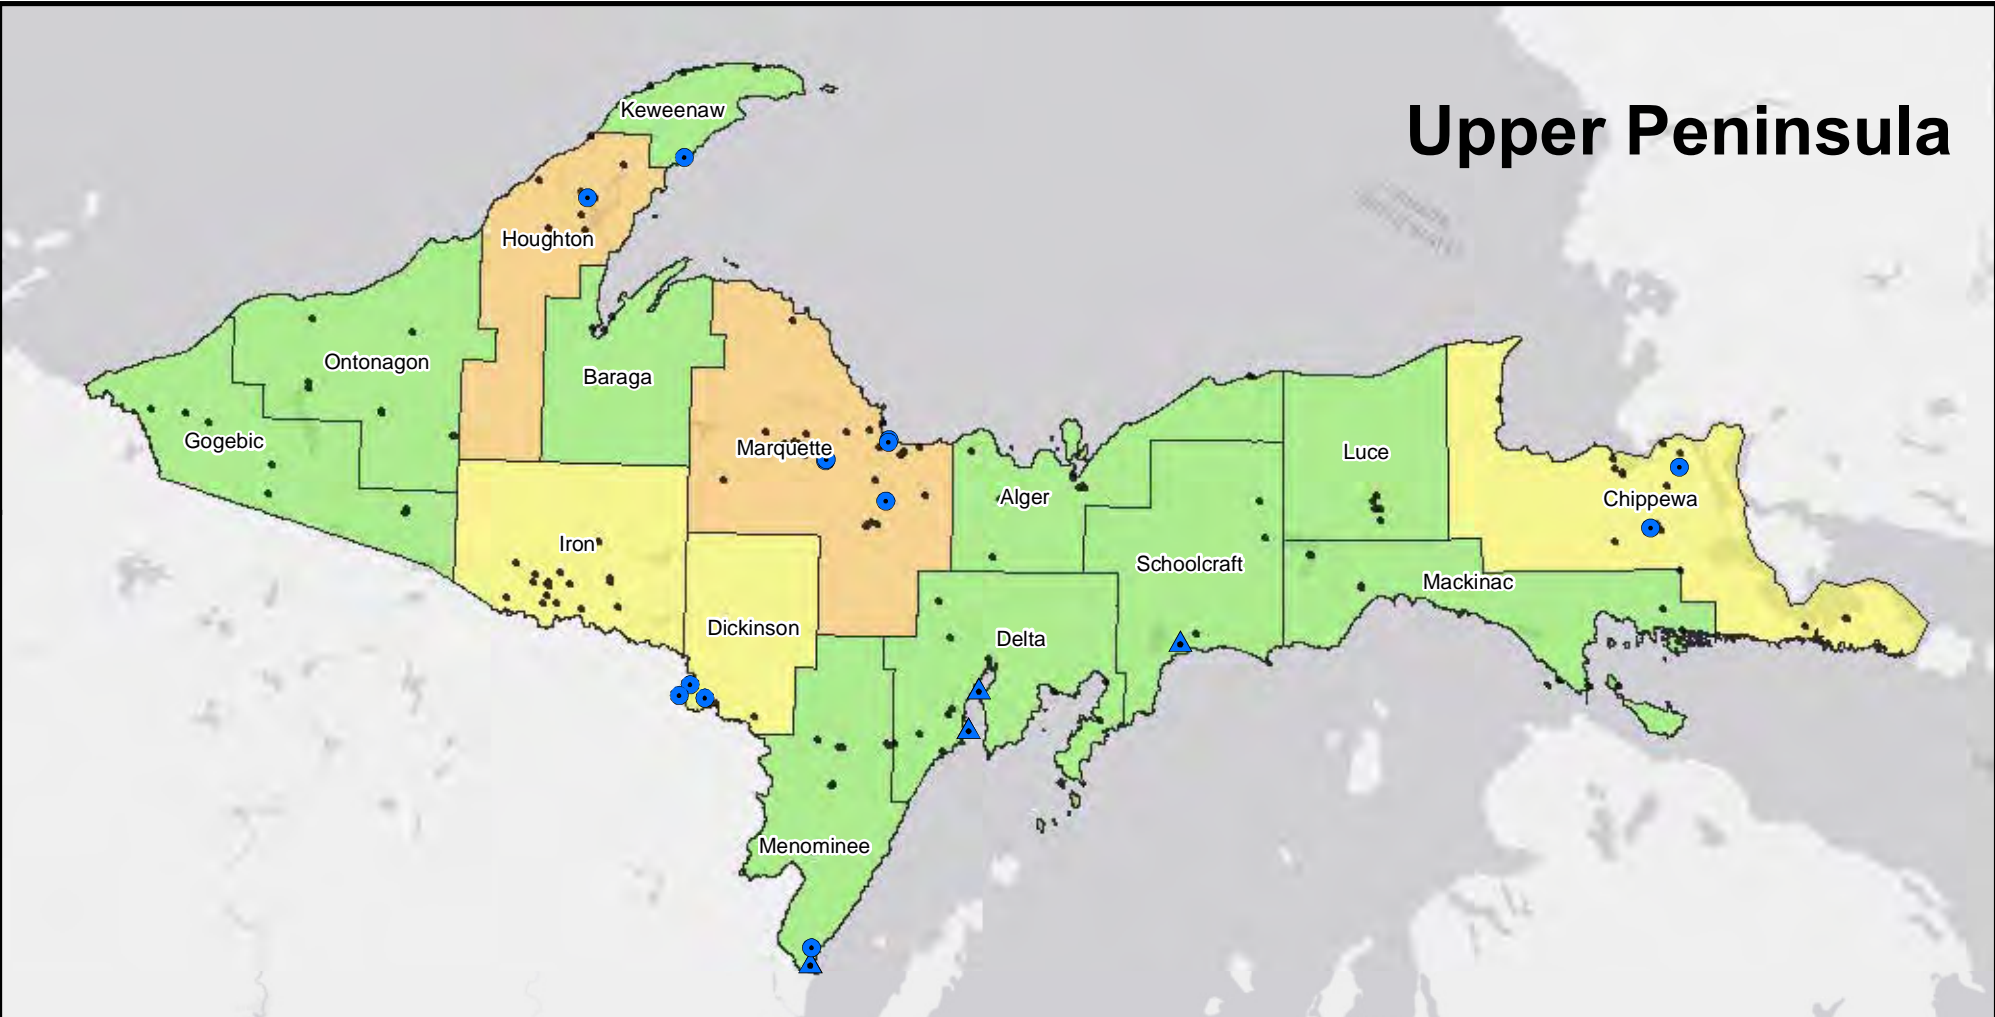 Upper Peninsula
Keweenaw
Houghton
Ontonagon
Baraga
Gogebic
Marquette
Luce
Alger
Chippewa
Iron
Schoolcraft
Mackinac
Dickinson
Delta
Menominee